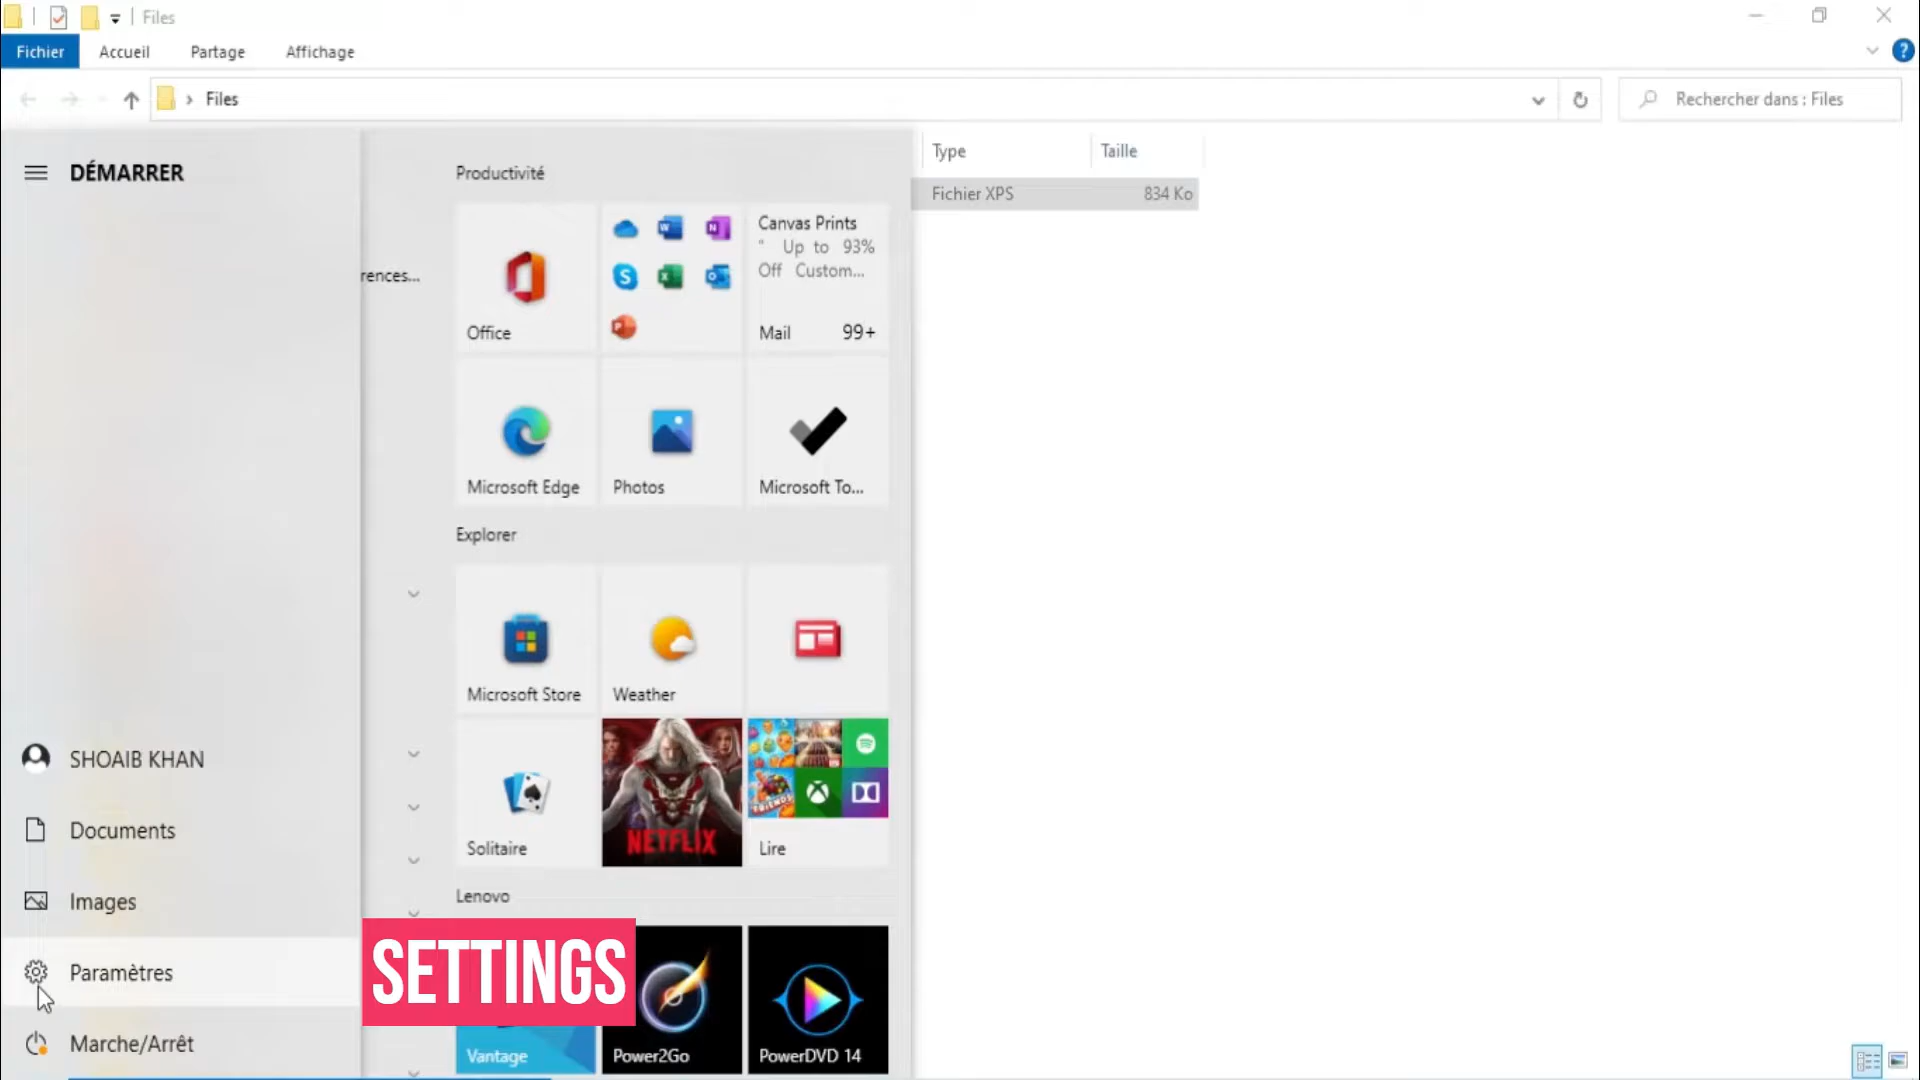 Files
Fichier
Accueil
Partage
Affichage
Files
Rechercher dans : Files
Type
Taille
Fichier XPS
834 Ko
DÉMARRER
rences...
Productivité
Office
Canvas Prints
" Up to 93%
Off Custom...
Mail 99+
Microsoft Edge
Photos
Microsoft To...
Explorer
Microsoft Store
Weather
Solitaire
NETFLIX
FRIENDS
Lire
Lenovo
SHOAIB KHAN
Documents
Images
Paramètres
SETTINGS
Marche/Arrêt
Vantage
Power2Go
PowerDVD 14